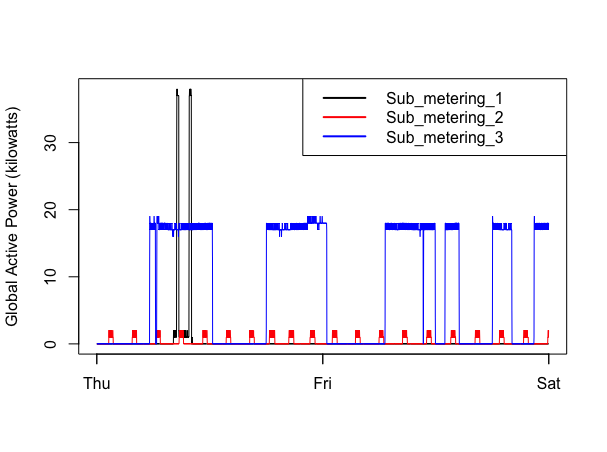 Sub_metering_1
Sub_metering_2
Sub_metering_3
Global Active Power (kilowatts)
30
20
10
0
Thu Fri Sat